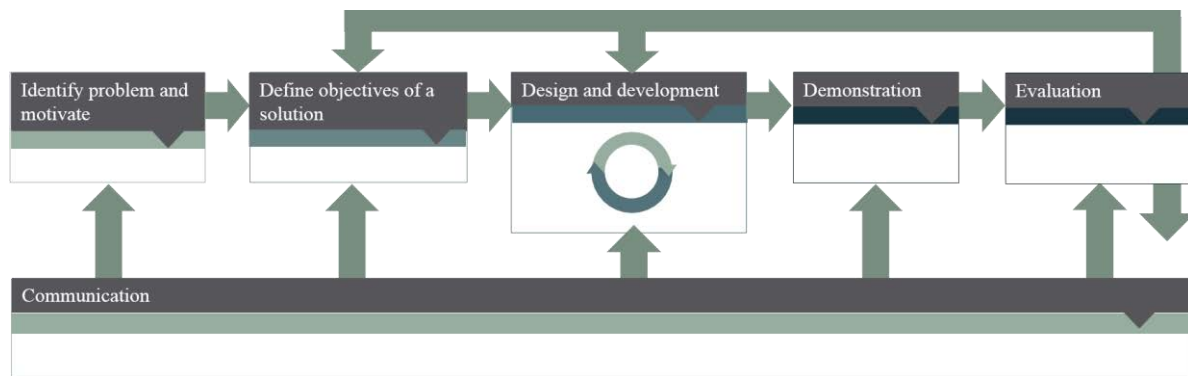 Identify problem and
motivate
Define objectives of a
solution
Design and development
Demonstration
Evaluation
Communication